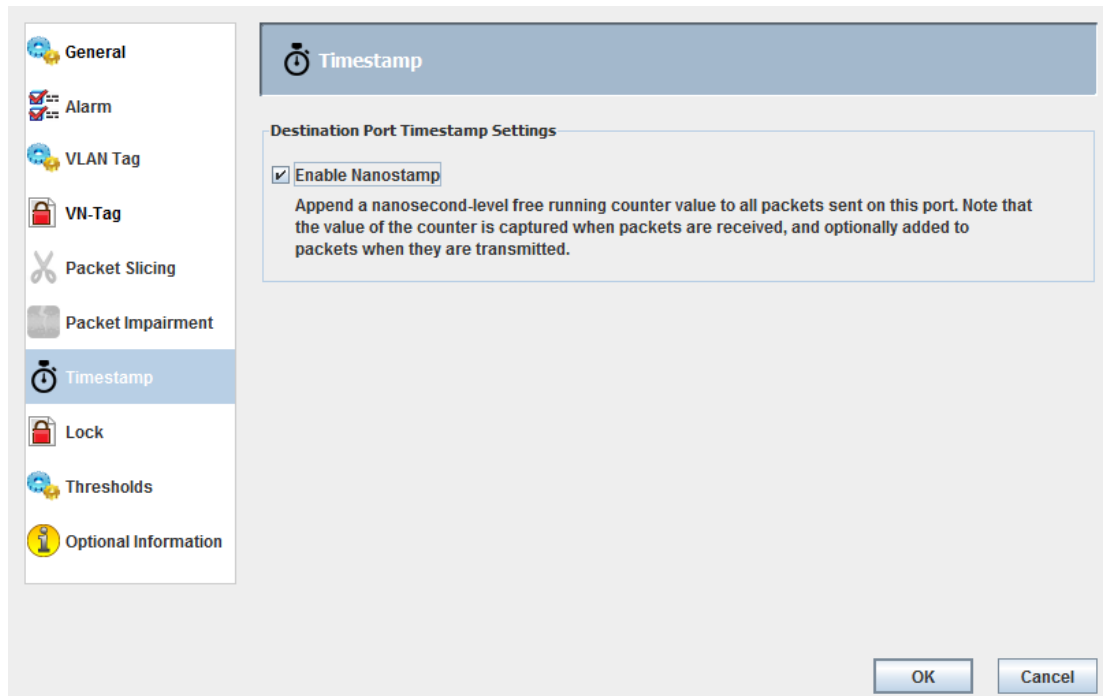 General
Alarm
VLAN Tag
VN-Tag
Packet Slicing
Packet Impairment
Timestamp
Lock
Thresholds
Optional Information
Timestamp
Destination Port Timestamp Settings
Enable Nanostamp
Append a nanosecond-level free running counter value to all packets sent on this port. Note that
the value of the counter is captured when packets are received, and optionally added to
packets when they are transmitted.
OK
Cancel